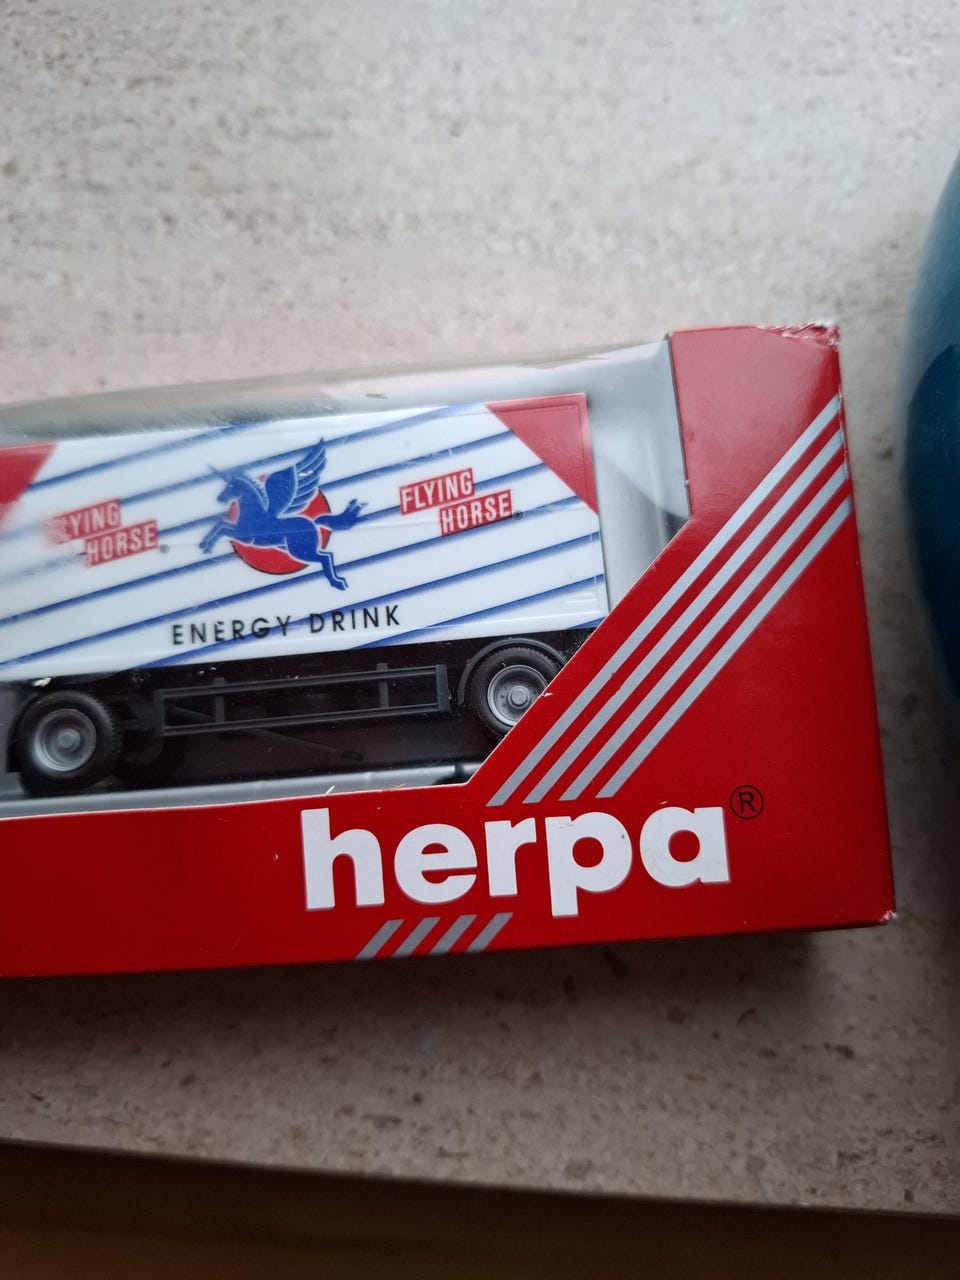 FLYING
HORSE
FLYING
HORSE®
ENERGY DRINK
herpa®